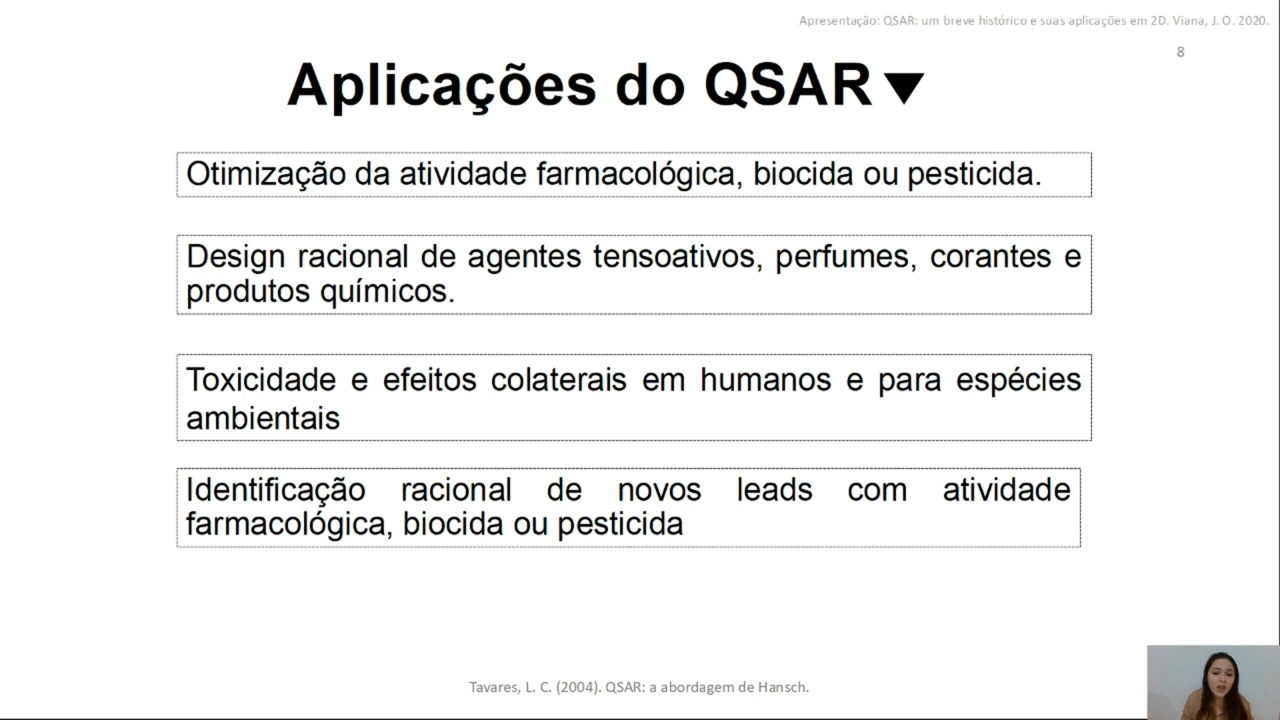 Apresentação: QSAR: um breve histórico e suas aplicações em 2D. Viana, J. O. 2020.
8
Aplicações do QSAR
Otimização da atividade farmacológica, biocida ou pesticida.
Design racional de agentes tensoativos, perfumes, corantes e
produtos químicos.
Toxicidade e efeitos colaterais em humanos e para espécies
ambientais
Identificação racional de novos leads com atividade
farmacológica, biocida ou pesticida
Tavares, L. C. (2004). QSAR: a abordagem de Hansch.